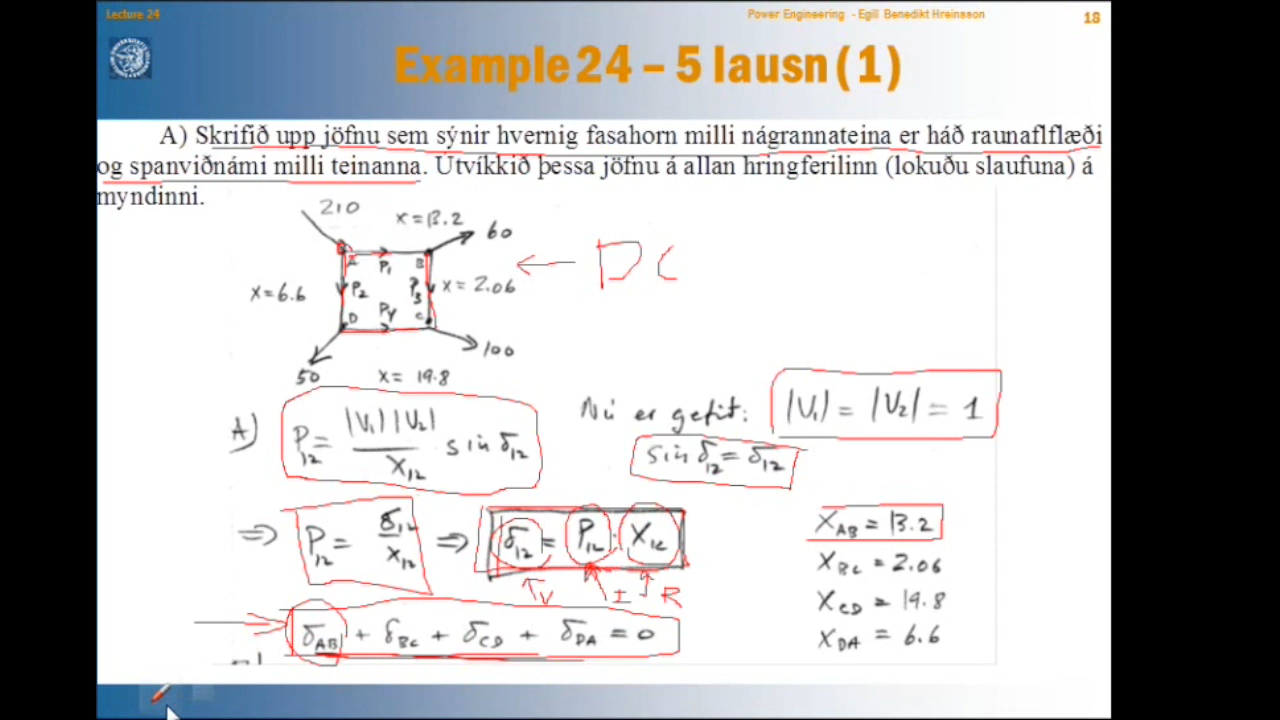 Lecture 24
Power Engineering - Egill Benedikt Hreinsson
18
Example 24 – 5 lausn (1)
A) Skrifið upp jöfnu sem sýnir hvernig fasahorn milli nágrannateina er háð raunaflflæði
og spanviðnámi milli teinanna. Útvíkkið þessa jöfnu á allan hringferilinn (lokuðu slaufuna) á
myndinni.
210
x = 13.2
60
A
P1
B
DC
x = 6.6
P2
P3
x = 2.06
D
P4
C
100
50
x = 19.8
A)
P12 = |V1| |V2| / X12 sin δ12
Nú er gefið:
|V1| = |V2| = 1
sin δ12 = δ12
⇒ P12 = δ12 / X12 ⇒ δ12 = P12 · X12
V I R
δAB + δBC + δCD + δDA = 0
XAB = 13.2
XBC = 2.06
XCD = 19.8
XDA = 6.6